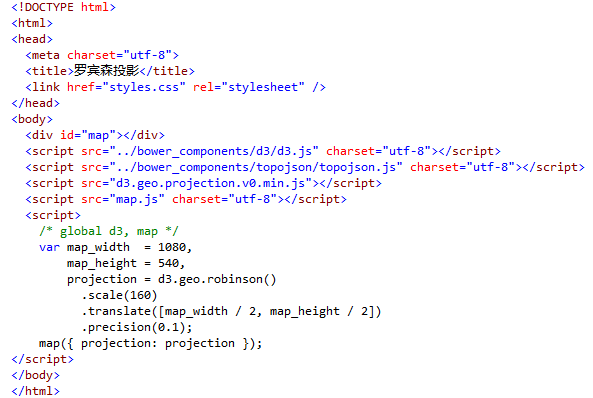 <!DOCTYPE html>
<html>
<head>
  <meta charset="utf-8">
  <title>罗宾森投影</title>
  <link href="styles.css" rel="stylesheet" />
</head>
<body>
  <div id="map"></div>
  <script src="../bower_components/d3/d3.js" charset="utf-8"></script>
  <script src="../bower_components/topojson/topojson.js" charset="utf-8"></script>
  <script src="d3.geo.projection.v0.min.js"></script>
  <script src="map.js" charset="utf-8"></script>
  <script>
    /* global d3, map */
    var map_width  = 1080,
        map_height = 540,
        projection = d3.geo.robinson()
          .scale(160)
          .translate([map_width / 2, map_height / 2])
          .precision(0.1);
    map({ projection: projection });
</script>
</body>
</html>